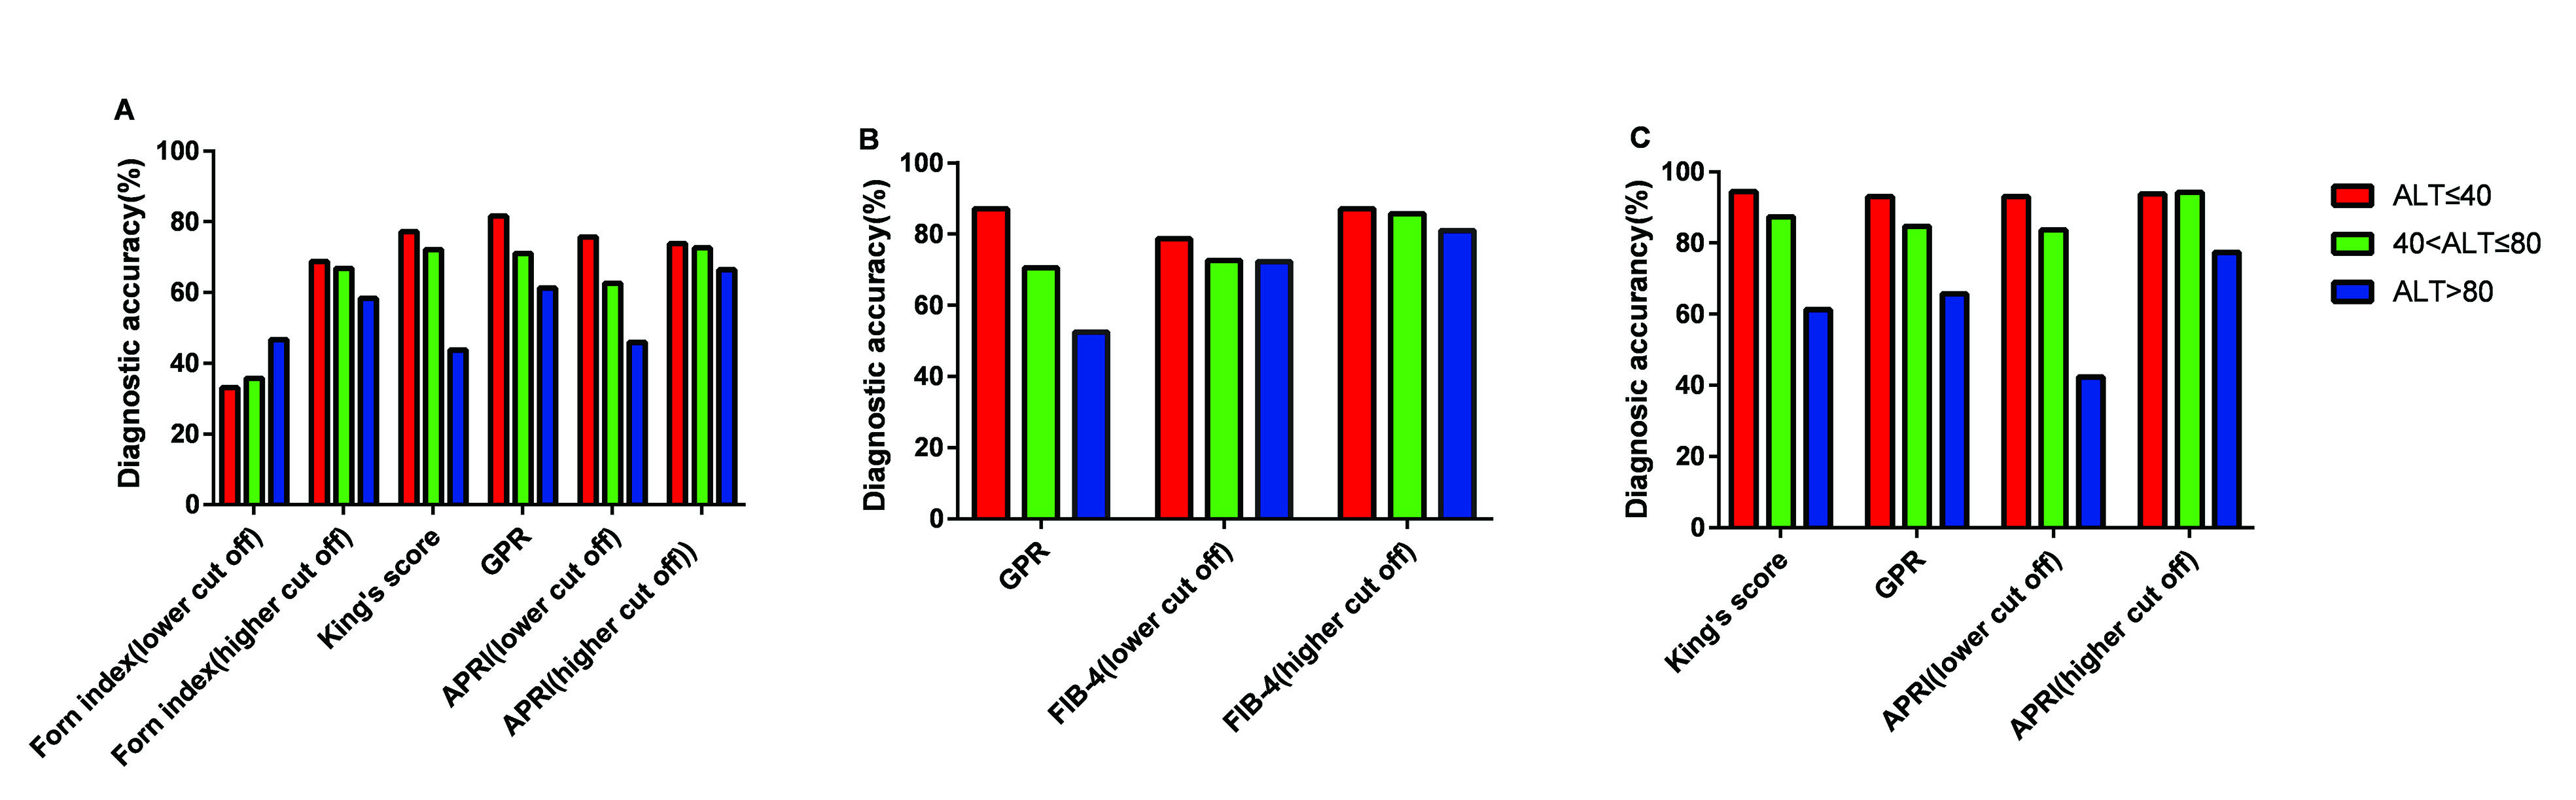 A
Diagnostic accuracy(%)
100
80
60
40
20
0
Forn index(lower cut off)
Forn index(higher cut off)
King's score
GPR
APRI((lower cut off)
APRI((higher cut off))
B
Diagnostic accuracy(%)
100
80
60
40
20
0
GPR
FIB-4(lower cut off)
FIB-4(higher cut off)
C
Diagnosic accurancy(%)
100
80
60
40
20
0
King's score
GPR
APRI((lower cut off)
APRI(higher cut off)
ALT≤40
40<ALT≤80
ALT>80